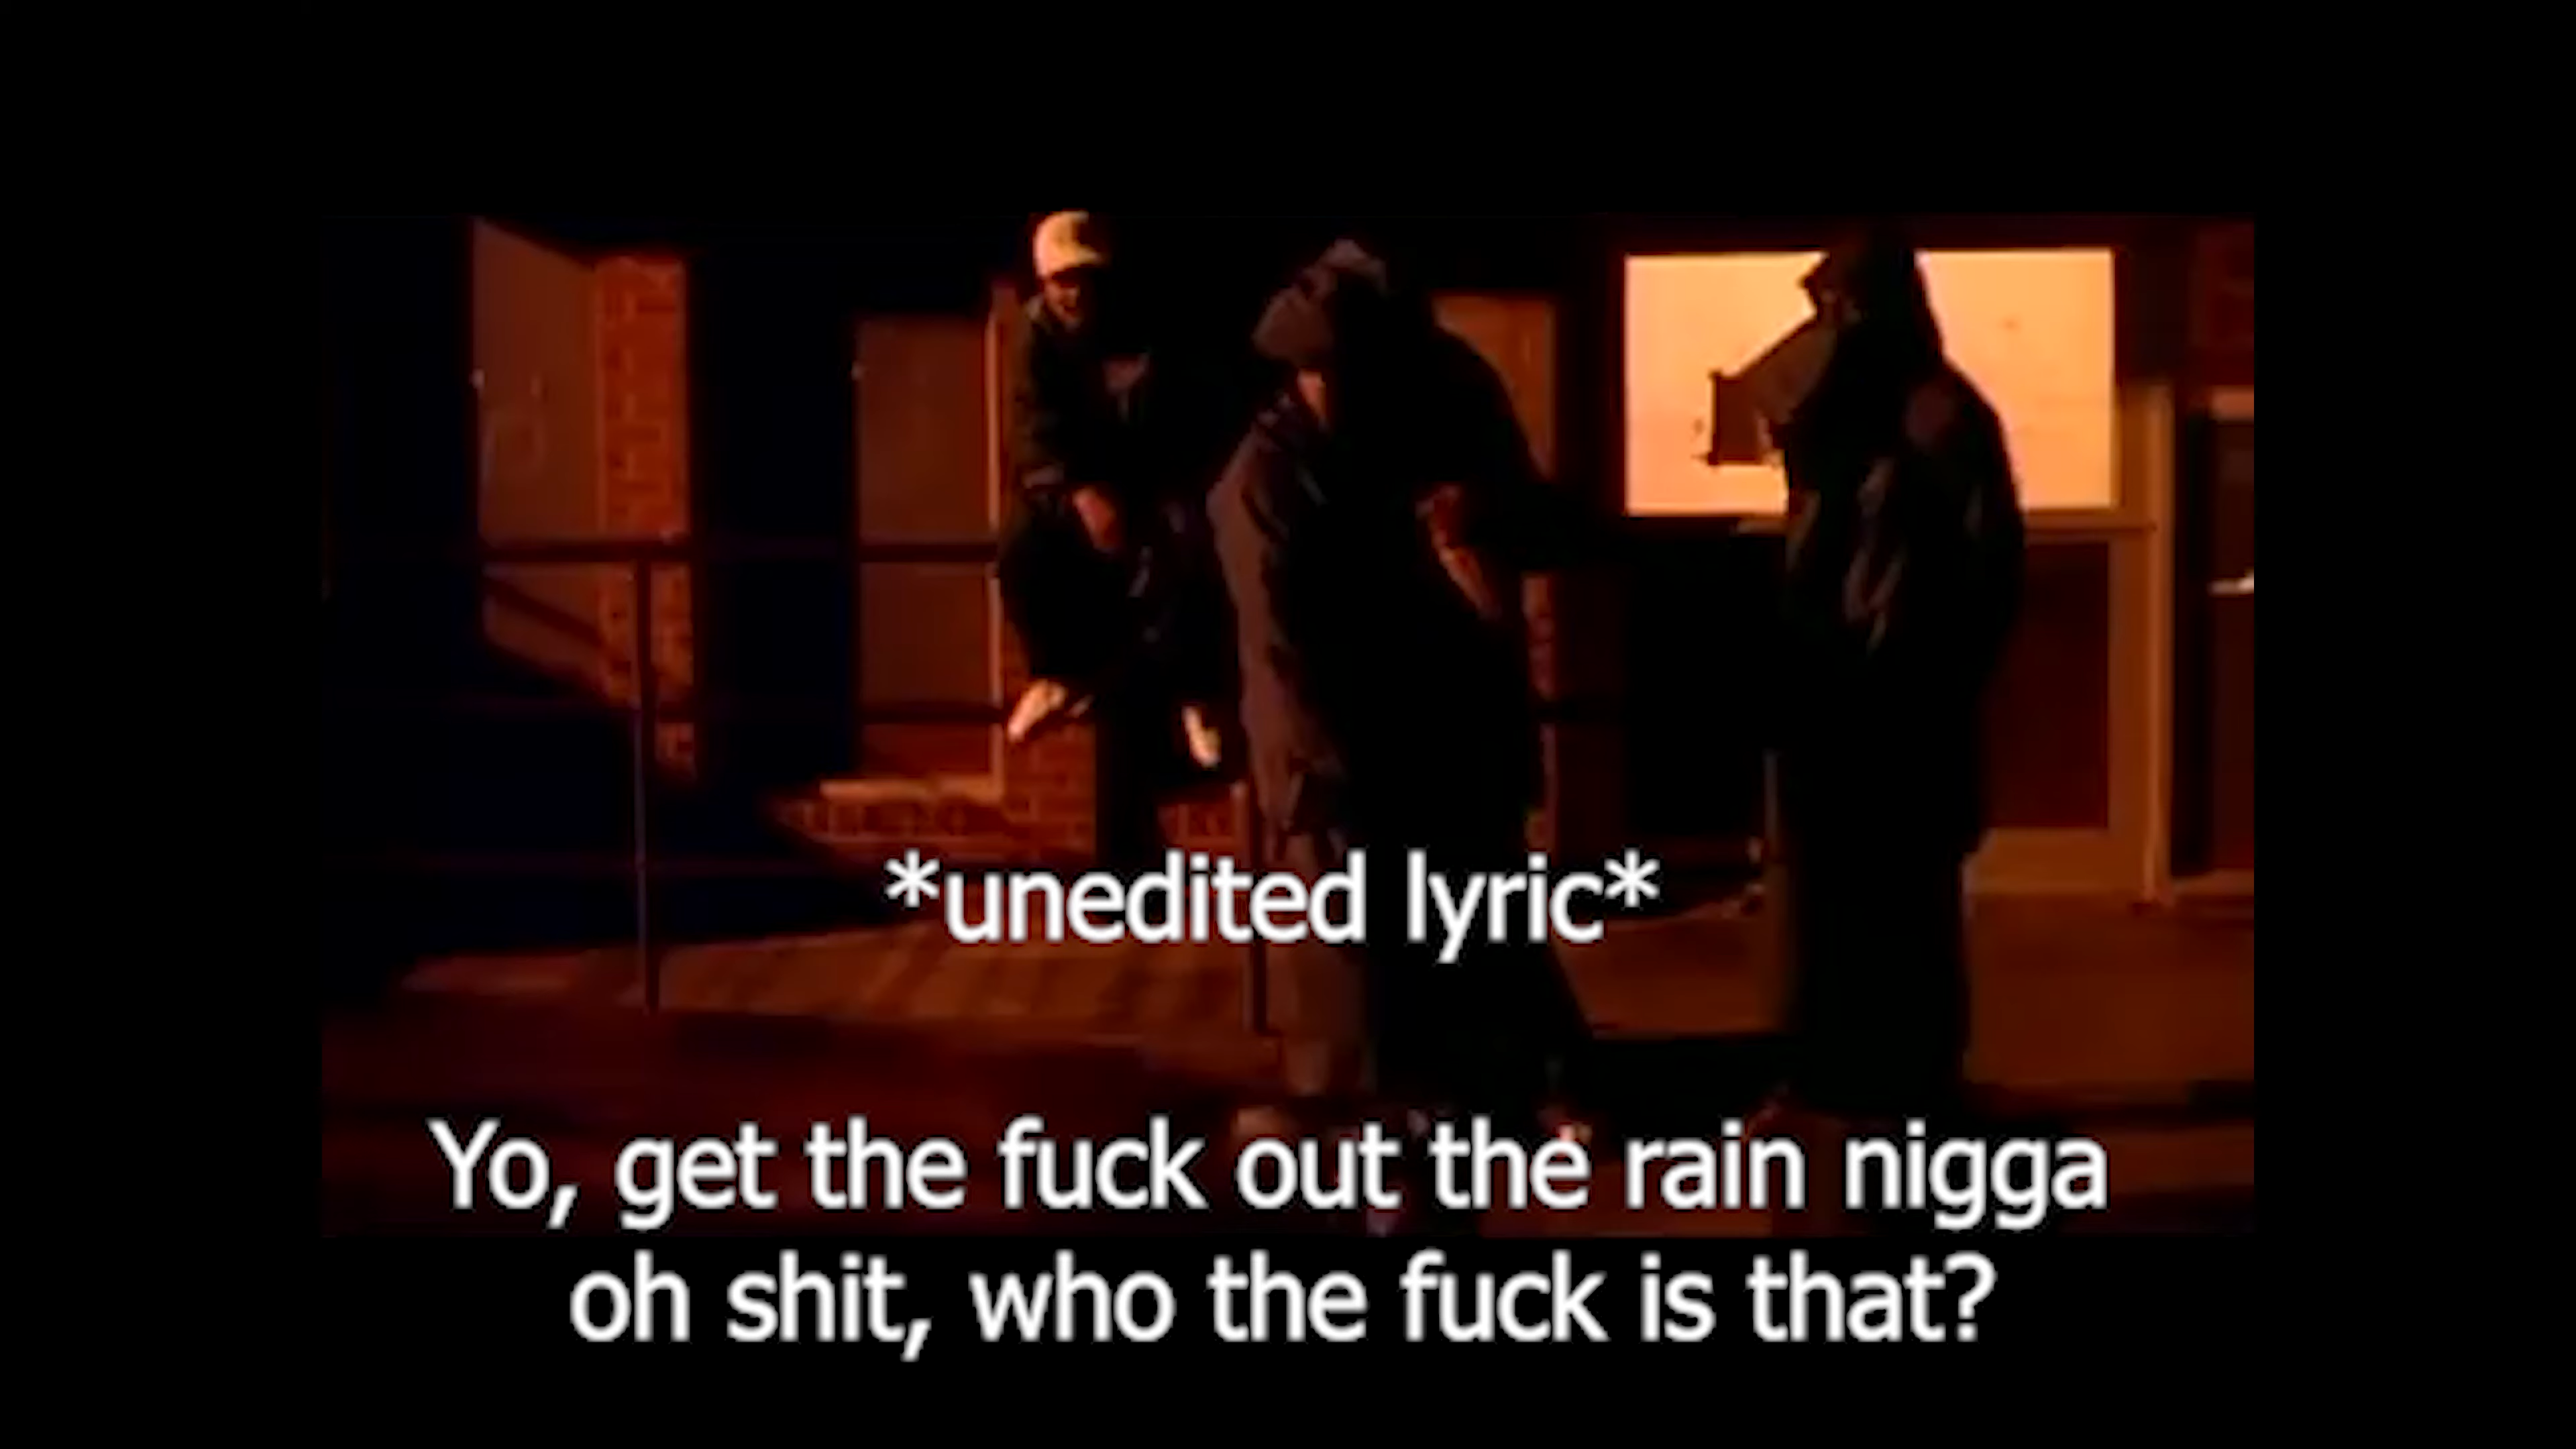 *unedited lyric*
Yo, get the fuck out the rain nigga
oh shit, who the fuck is that?